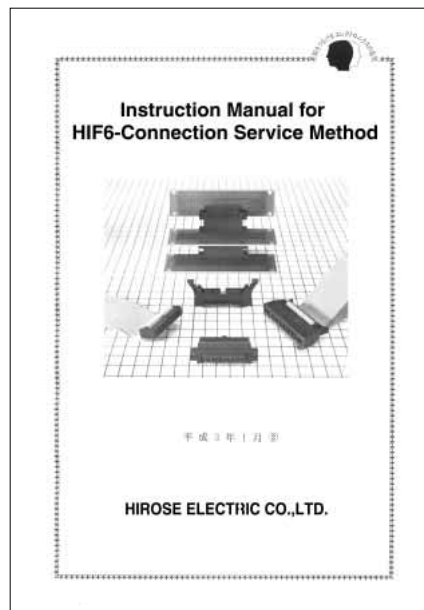 Instruction Manual for
HIF6-Connection Service Method
平成3年1月
HIROSE ELECTRIC CO.,LTD.